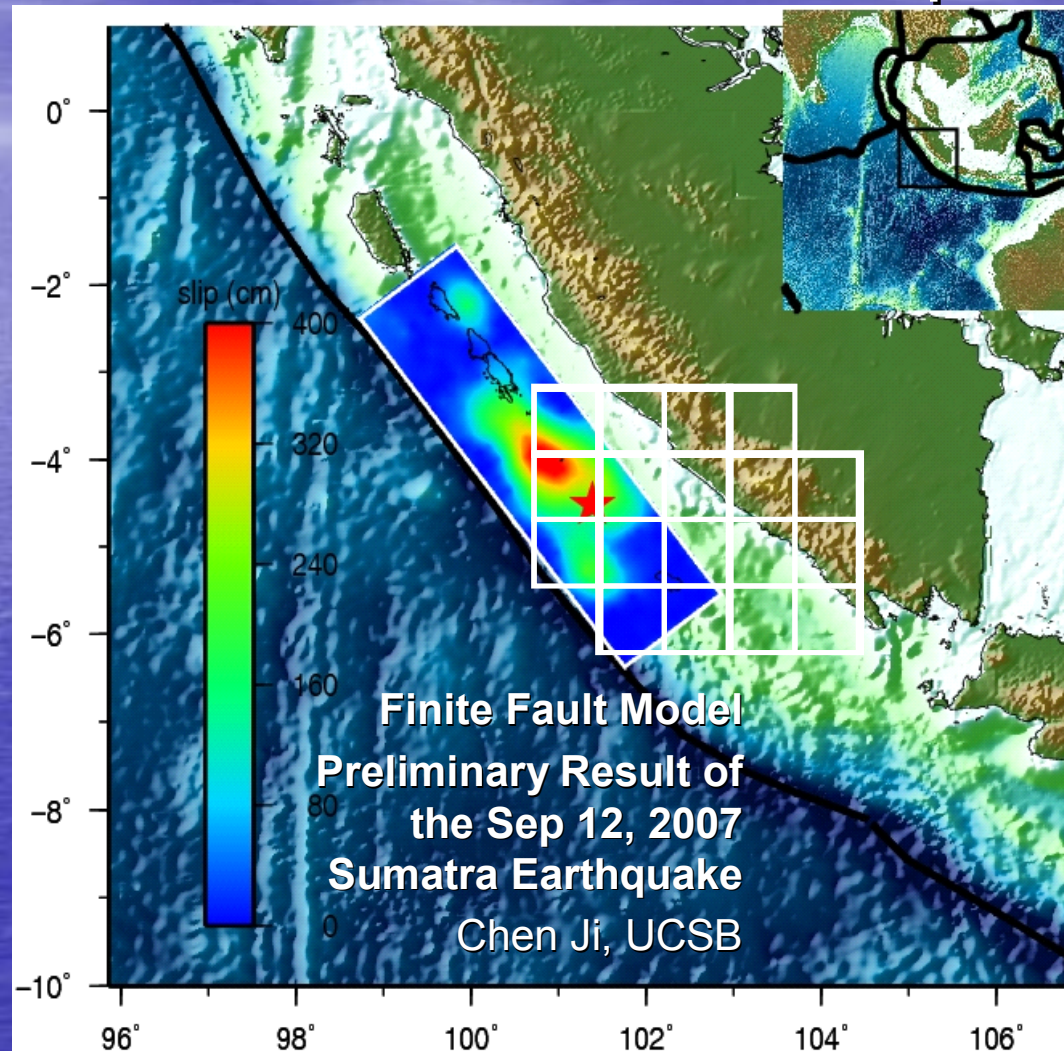 0°
−2°
slip (cm)
400
320
−4°
240
−6°
160
Finite Fault Model
Preliminary Result of
80
the Sep 12, 2007
−8°
Sumatra Earthquake
0
Chen Ji, UCSB
−10°
96° 98° 100° 102° 104° 106°